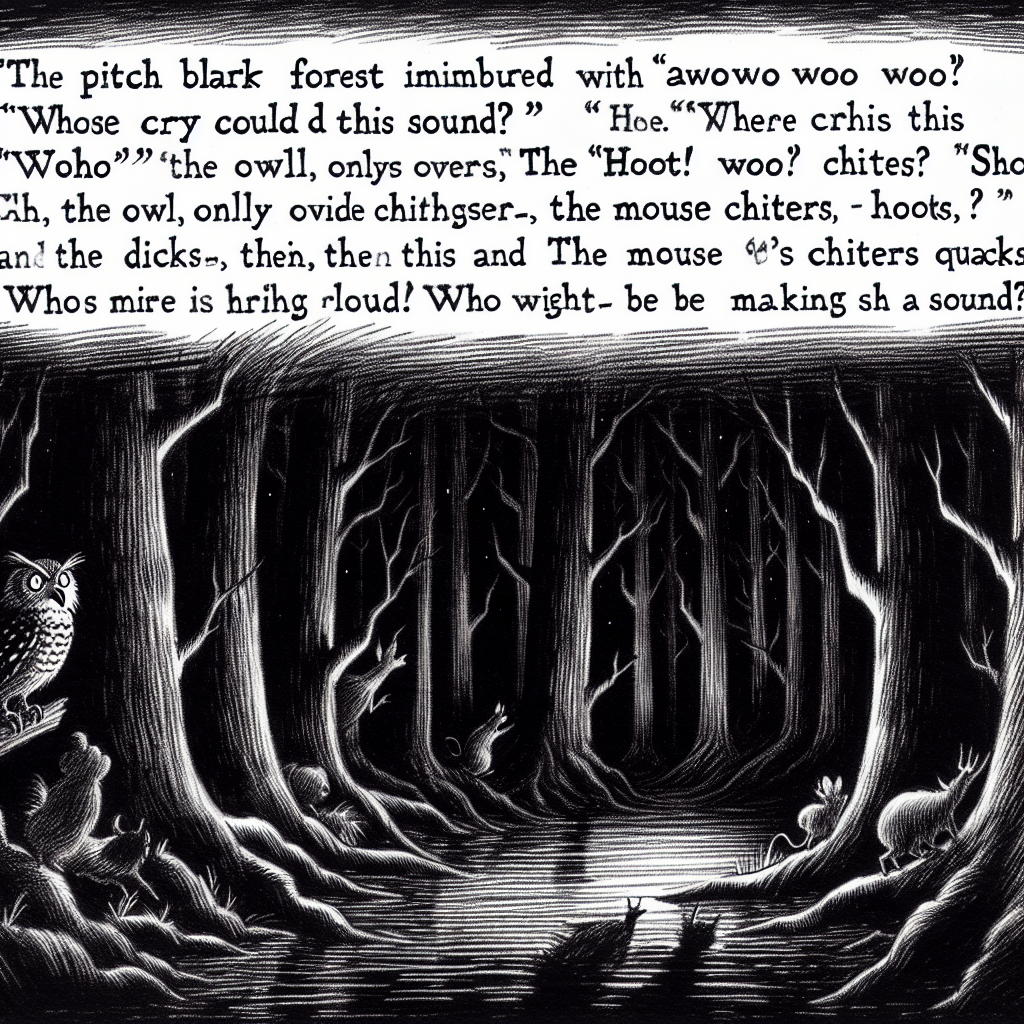 "The pitch blark forest imimbured with "awowo woo woo?
"Whose cry could d this sound?" "Hoe.""Where crhis this
"Woho"" "the owll, onlys overs," The "Hoot! woo? chites? "Sho
the owl, onlly ovide chithgser-, the mouse chiters, - hoots, ? "
and the dicks-, thein, then this and The mouse 's chiters quacks
Whos mire is hrihg rloud! Who wight- be be making sh a sound?